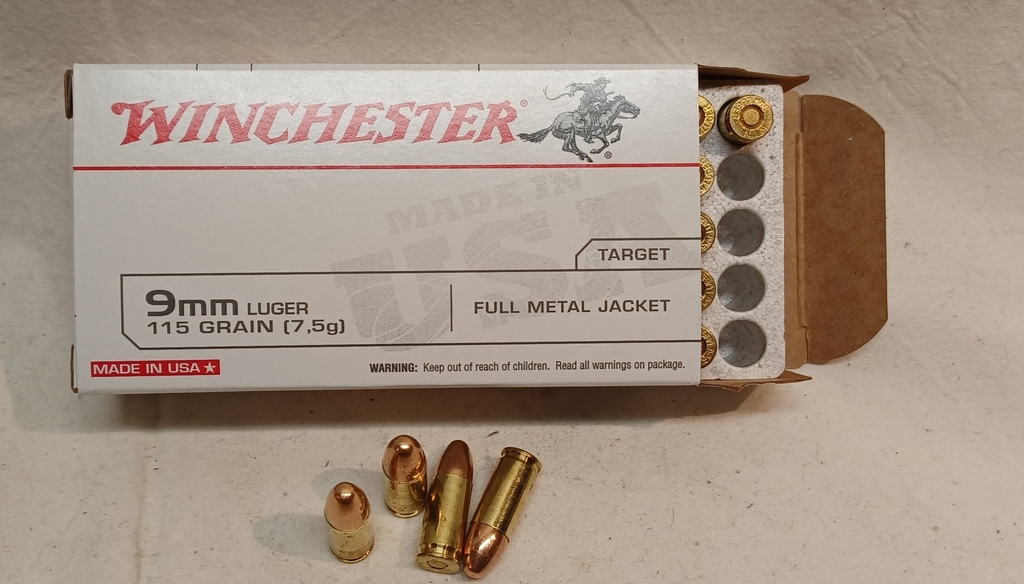 WINCHESTER®
MADE IN
USA
TARGET
9mm LUGER
115 GRAIN (7,5g)
FULL METAL JACKET
MADE IN USA
WARNING: Keep out of reach of children. Read all warnings on package.